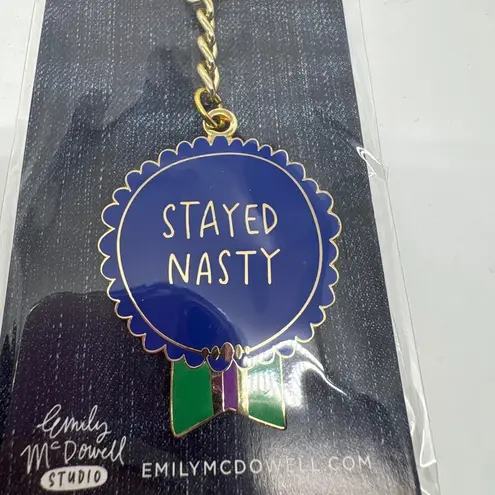 STAYED
NASTY
Emily
McDowell
STUDIO
EMILYMCDOWELL.COM